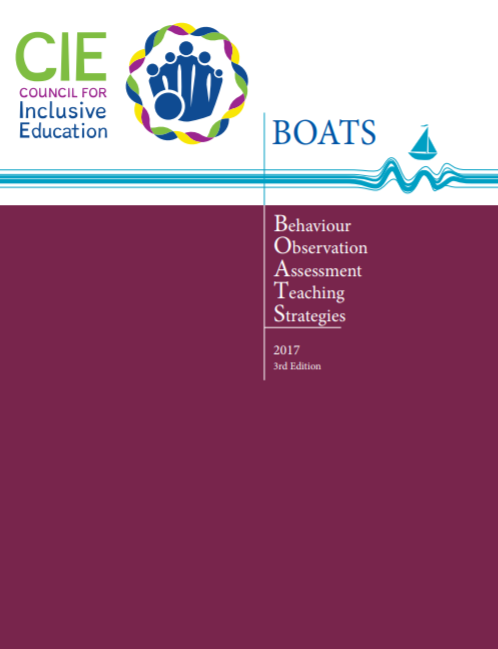 CIE
COUNCIL FOR
Inclusive
Education
BOATS
Behaviour
Observation
Assessment
Teaching
Strategies
2017
3rd Edition